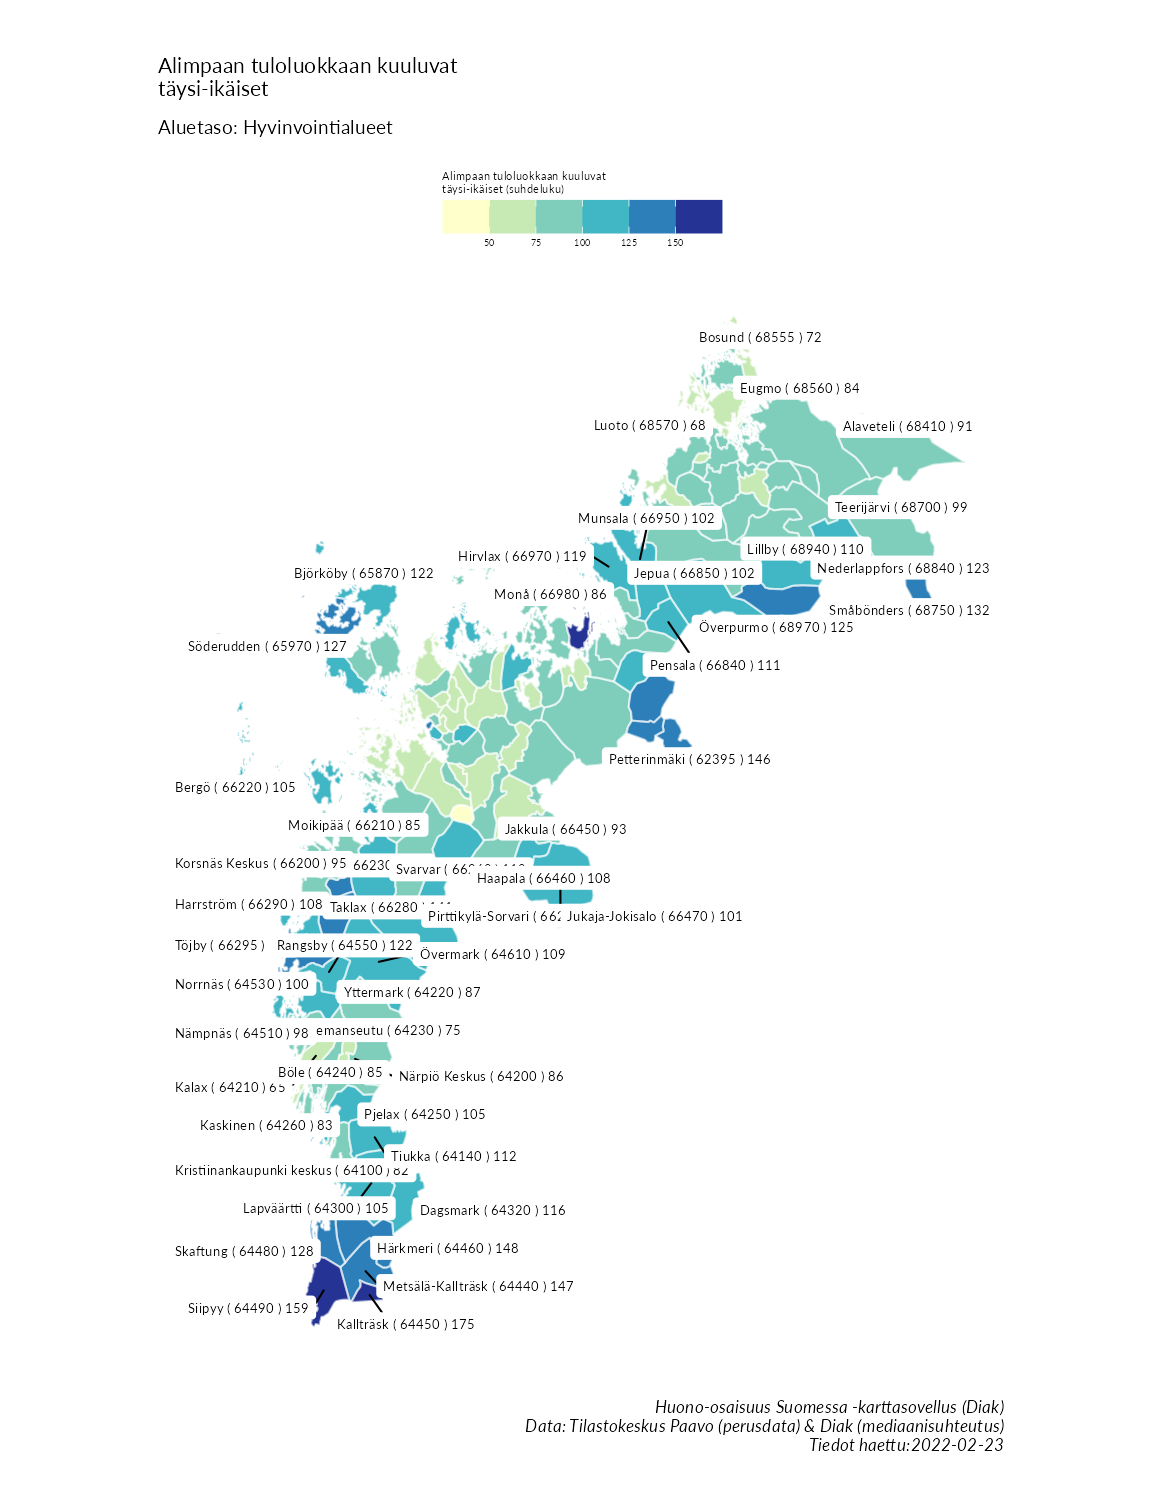 Alimpaan tuloluokkaan kuuluvat
täysi-ikäiset
Aluetaso: Hyvinvointialueet
Alimpaan tuloluokkaan kuuluvat
täysi-ikäiset (suhdeluku)
50 75 100 125 150
Bosund ( 68555 ) 72
Eugmo ( 68560 ) 84
Luoto ( 68570 ) 68
Alaveteli ( 68410 ) 91
Teerijärvi ( 68700 ) 99
Munsala ( 66950 ) 102
Lillby ( 68940 ) 110
Hirvlax ( 66970 ) 119
Nederlappfors ( 68840 ) 123
Björköby ( 65870 ) 122
Jepua ( 66850 ) 102
Monå ( 66980 ) 86
Småbönders ( 68750 ) 132
Överpurmo ( 68970 ) 125
Söderudden ( 65970 ) 127
Pensala ( 66840 ) 111
Petterinmäki ( 62395 ) 146
Bergö ( 66220 ) 105
Moikipää ( 66210 ) 85
Jakkula ( 66450 ) 93
Korsnäs Keskus ( 66200 ) 95
6623
Svarvar ( 66
Haapala ( 66460 ) 108
Harrström ( 66290 ) 108
Taklax ( 66280
Pirttikylä-Sorvari ( 66
Jukaja-Jokisalo ( 66470 ) 101
Töjby ( 66295 )
Rangsby ( 64550 ) 122
Övermark ( 64610 ) 109
Norrnäs ( 64530 ) 100
Yttermark ( 64220 ) 87
Nämpnäs ( 64510 ) 98
emanseutu ( 64230 ) 75
Böle ( 64240 ) 85
Närpiö Keskus ( 64200 ) 86
Kalax ( 64210 ) 65
Pjelax ( 64250 ) 105
Kaskinen ( 64260 ) 83
Tiukka ( 64140 ) 112
Kristiinankaupunki keskus ( 64100 ) 82
Lapväärtti ( 64300 ) 105
Dagsmark ( 64320 ) 116
Skaftung ( 64480 ) 128
Härkmeri ( 64460 ) 148
Metsälä-Kallträsk ( 64440 ) 147
Siipyy ( 64490 ) 159
Kallträsk ( 64450 ) 175
Huono-osaisuus Suomessa -karttasovellus (Diak)
Data: Tilastokeskus Paavo (perusdata) & Diak (mediaanisuhteutus)
Tiedot haettu:2022-02-23